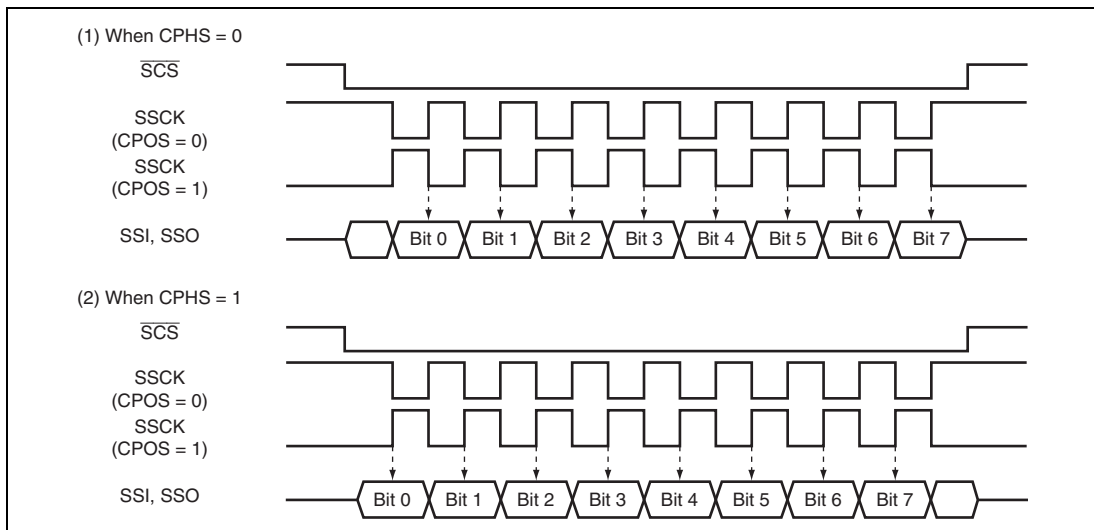 (1) When CPHS = 0
SCS
SSCK
(CPOS = 0)
SSCK
(CPOS = 1)
SSI, SSO
Bit 0 Bit 1 Bit 2 Bit 3 Bit 4 Bit 5 Bit 6 Bit 7
(2) When CPHS = 1
SCS
SSCK
(CPOS = 0)
SSCK
(CPOS = 1)
SSI, SSO
Bit 0 Bit 1 Bit 2 Bit 3 Bit 4 Bit 5 Bit 6 Bit 7